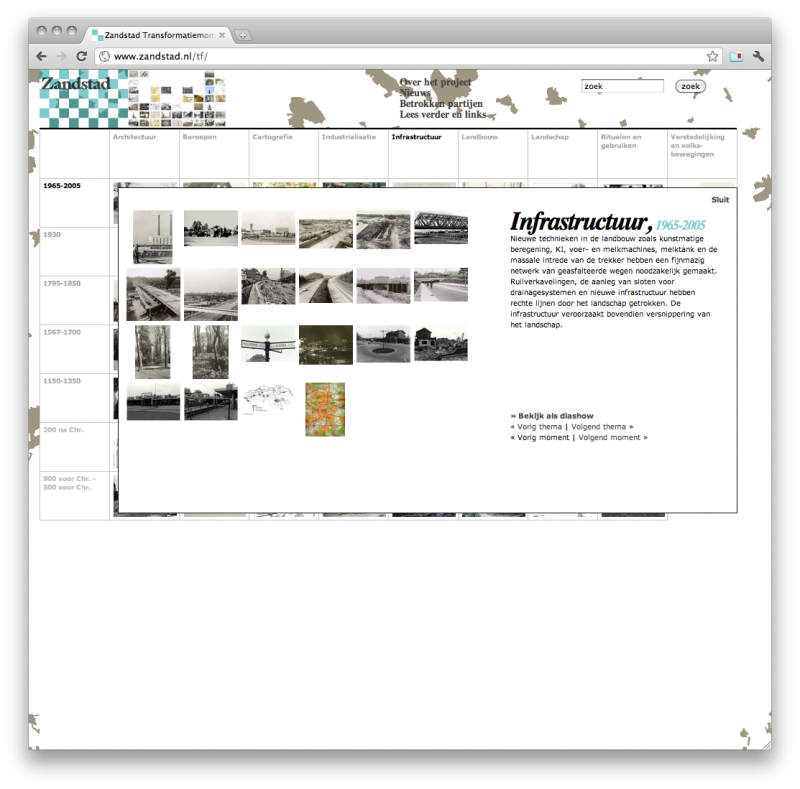 Zandstad Transformatiemom
www.zandstad.nl/tf/
Zandstad
Over het project
Nieuws
Betrokken partijen
Lees verder en links
zoek
zoek
Architectuur
Beroepen
Cartografie
Industrialisatie
Infrastructuur
Landbouw
Landschap
Rituelen en
gebruiken
Verstedelijking
en volks-
bewegingen
1965-2005
1930
1795-1850
1567-1700
1150-1350
200 na Chr.
900 voor Chr. -
500 voor Chr.
Sluit
Infrastructuur, 1965-2005
Nieuwe technieken in de landbouw zoals kunstmatige
beregening, KI, voer- en melkmachines, melktank en de
massale intrede van de trekker hebben een fijnmazig
netwerk van geasfalteerde wegen noodzakelijk gemaakt.
Ruilverkavelingen, de aanleg van sloten voor
drainagesystemen en nieuwe infrastructuur hebben
rechte lijnen door het landschap getrokken. De
infrastructuur veroorzaakt bovendien versnippering van
het landschap.
» Bekijk als diashow
« Vorig thema | Volgend thema »
« Vorig moment | Volgend moment »